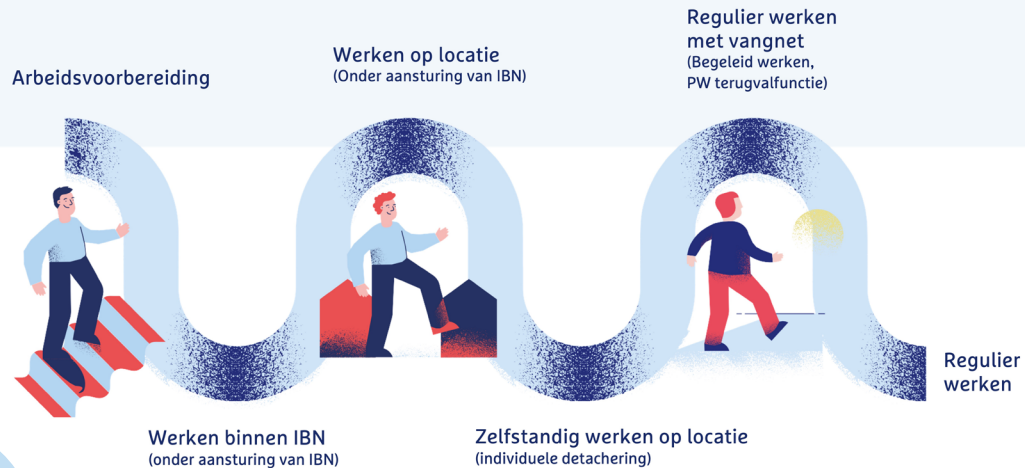 Arbeidsvoorbereiding
Werken binnen IBN
(onder aansturing van IBN)
Werken op locatie
(Onder aansturing van IBN)
Zelfstandig werken op locatie
(individuele detachering)
Regulier werken
met vangnet
(Begeleid werken,
PW terugvalfunctie)
Regulier
werken